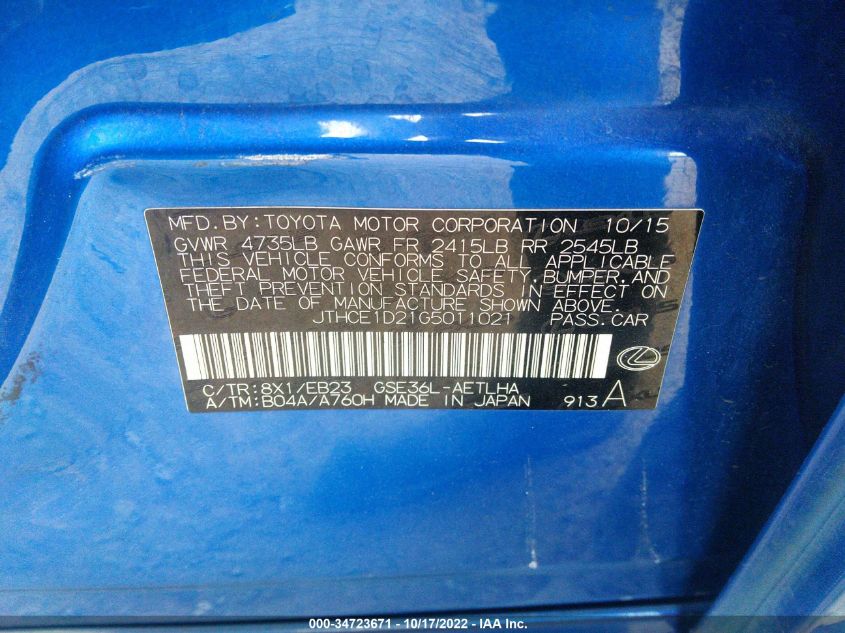 MFD. BY: TOYOTA MOTOR CORPORATION 10/15
GVWR 4735LB GAWR FR 2415LB RR 2545LB
THIS VEHICLE CONFORMS TO ALL APPLICABLE
FEDERAL MOTOR VEHICLE SAFETY, BUMPER, AND
THEFT PREVENTION STANDARDS IN EFFECT ON
THE DATE OF MANUFACTURE SHOWN ABOVE.
JTHCE1D21G5011021 PASS. CAR
C/TR: 8X1/EB23 GSE36L-AETLHA
A/TM: B04A/A760H MADE IN JAPAN 913 A
000-34723671 - 10/17/2022 - IAA Inc.